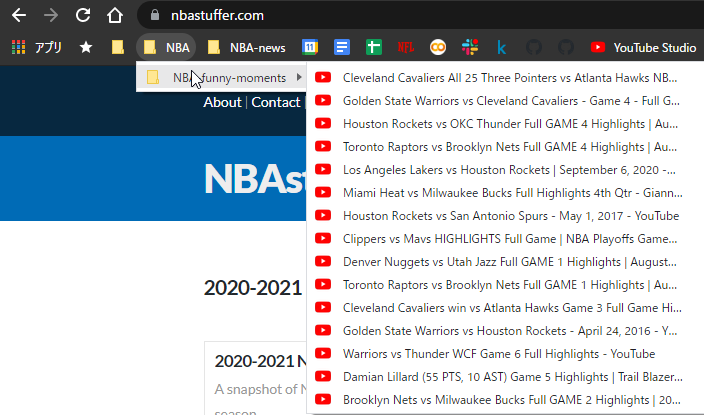 nbastuffer.com
アプリ NBA NBA-news YouTube Studio
NBA-funny-moments
About | Contact |
NBAst
2020-2021
2020-2021 N
A snapshot of N
season
Cleveland Cavaliers All 25 Three Pointers vs Atlanta Hawks NB...
Golden State Warriors vs Cleveland Cavaliers - Game 4 - Full G...
Houston Rockets vs OKC Thunder Full GAME 4 Highlights | Au...
Toronto Raptors vs Brooklyn Nets Full GAME 4 Highlights | Au...
Los Angeles Lakers vs Houston Rockets | September 6, 2020 -...
Miami Heat vs Milwaukee Bucks Full Highlights 4th Qtr - Giann...
Houston Rockets vs San Antonio Spurs - May 1, 2017 - YouTube
Clippers vs Mavs HIGHLIGHTS Full Game | NBA Playoffs Game...
Denver Nuggets vs Utah Jazz Full GAME 1 Highlights | August...
Toronto Raptors vs Brooklyn Nets Full GAME 1 Highlights | Au...
Cleveland Cavaliers win vs Atlanta Hawks Game 3 Full Game Hi...
Golden State Warriors vs Houston Rockets - April 24, 2016 - Y...
Warriors vs Thunder WCF Game 6 Full Highlights - YouTube
Damian Lillard (55 PTS, 10 AST) Game 5 Highlights | Trail Blazer...
Brooklyn Nets vs Milwaukee Bucks Full GAME 2 Highlights | 20...